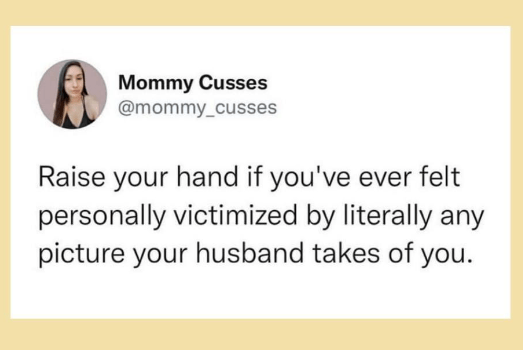 Mommy Cusses
@mommy_cusses
Raise your hand if you've ever felt
personally victimized by literally any
picture your husband takes of you.